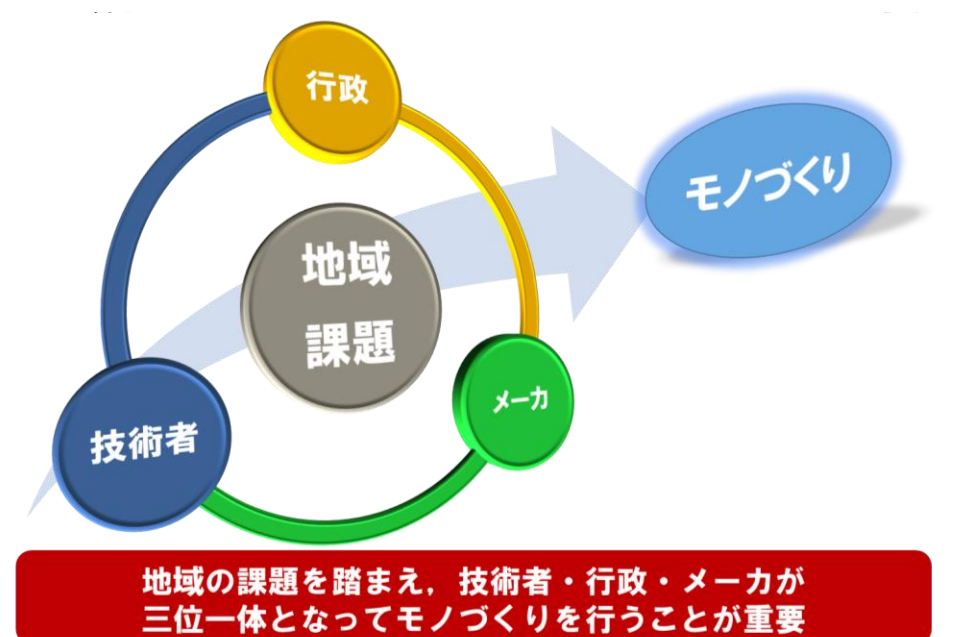 行政
地域
課題
モノづくり
メーカ
技術者
地域の課題を踏まえ，技術者・行政・メーカが
三位一体となってモノづくりを行うことが重要